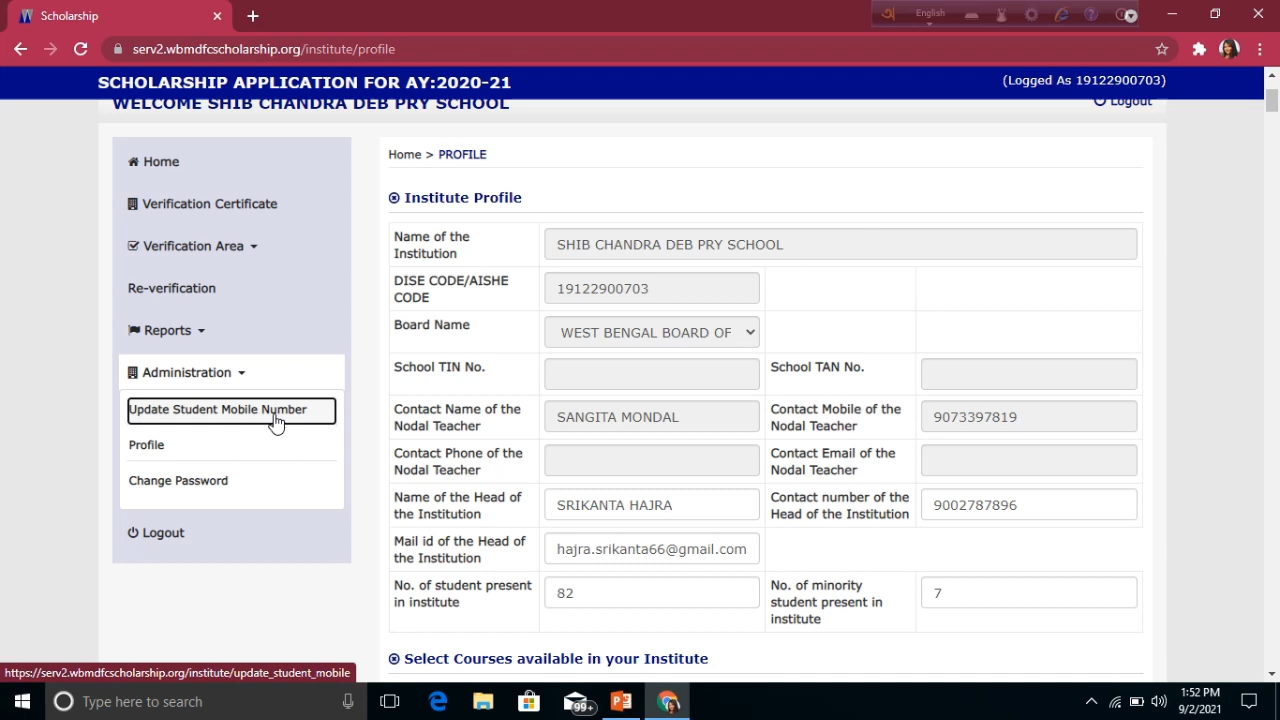 Scholarship
English
serv2.wbmdfcscholarship.org/institute/profile
SCHOLARSHIP APPLICATION FOR AY:2020-21
(Logged As 19122900703)
WELCOME SHIB CHANDRA DEB PRY SCHOOL
Logout
Home
Verification Certificate
Verification Area
Re-verification
Reports
Administration
Update Student Mobile Number
Profile
Change Password
Logout
Home > PROFILE
Institute Profile
Name of the
Institution
SHIB CHANDRA DEB PRY SCHOOL
DISE CODE/AISHE
CODE
19122900703
Board Name
WEST BENGAL BOARD OF
School TIN No.
School TAN No.
Contact Name of the
Nodal Teacher
SANGITA MONDAL
Contact Mobile of the
Nodal Teacher
9073397819
Contact Phone of the
Nodal Teacher
Contact Email of the
Nodal Teacher
Name of the Head of
the Institution
SRIKANTA HAJRA
Contact number of the
Head of the Institution
9002787896
Mail id of the Head of
the Institution
hajra.srikanta66@gmail.com
No. of student present
in institute
82
No. of minority
student present in
institute
7
Select Courses available in your Institute
https://serv2.wbmdfcscholarship.org/institute/update_student_mobile
Type here to search
99+
1:52 PM
9/2/2021